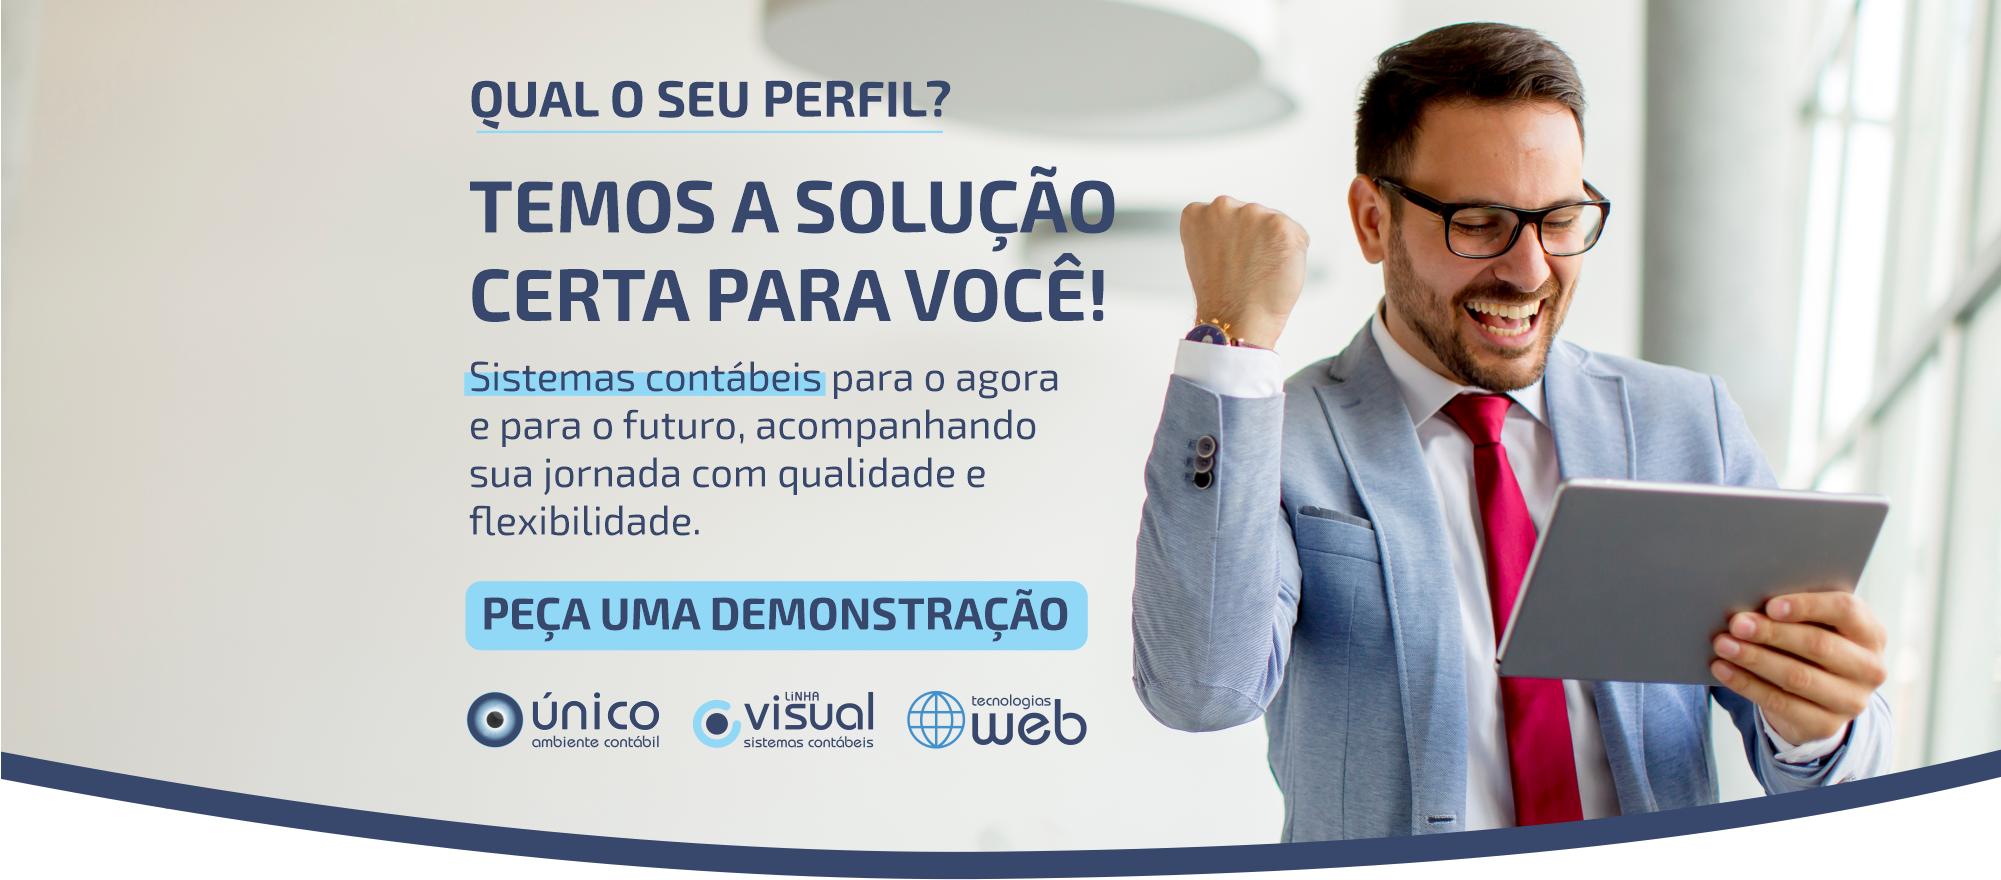 QUAL O SEU PERFIL?
TEMOS A SOLUÇÃO
CERTA PARA VOCÊ!
Sistemas contábeis para o agora
e para o futuro, acompanhando
sua jornada com qualidade e
flexibilidade.
PEÇA UMA DEMONSTRAÇÃO
único
ambiente contábil
LiNHA
visual
sistemas contábeis
tecnologias
web